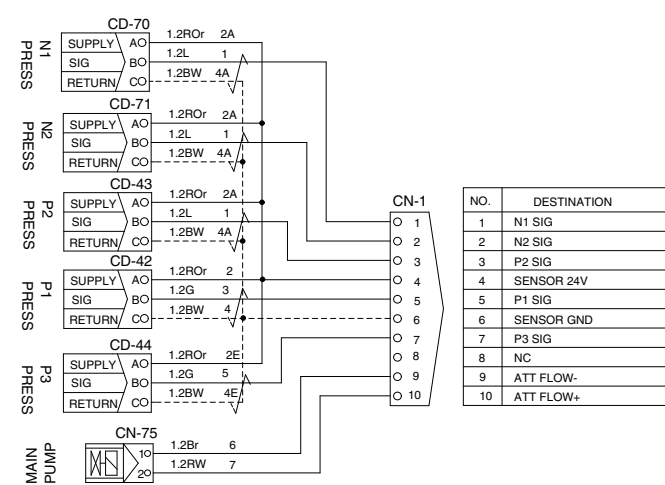 CD-70
N1 PRESS
SUPPLY AO 1.2ROr 2A
SIG BO 1.2L 1
RETURN CO 1.2BW 4A
CD-71
N2 PRESS
SUPPLY AO 1.2ROr 2A
SIG BO 1.2L 1
RETURN CO 1.2BW 4A
CD-43
P2 PRESS
SUPPLY AO 1.2ROr 2A
SIG BO 1.2L 1
RETURN CO 1.2BW 4A
CD-42
P1 PRESS
SUPPLY AO 1.2ROr 2
SIG BO 1.2G 3
RETURN CO 1.2BW 4
CD-44
P3 PRESS
SUPPLY AO 1.2ROr 2E
SIG BO 1.2G 5
RETURN CO 1.2BW 4E
CN-75
MAIN PUMP
1 1.2Br 6
2 1.2RW 7
CN-1
1
2
3
4
5
6
7
8
9
10
NO. DESTINATION
1 N1 SIG
2 N2 SIG
3 P2 SIG
4 SENSOR 24V
5 P1 SIG
6 SENSOR GND
7 P3 SIG
8 NC
9 ATT FLOW-
10 ATT FLOW+